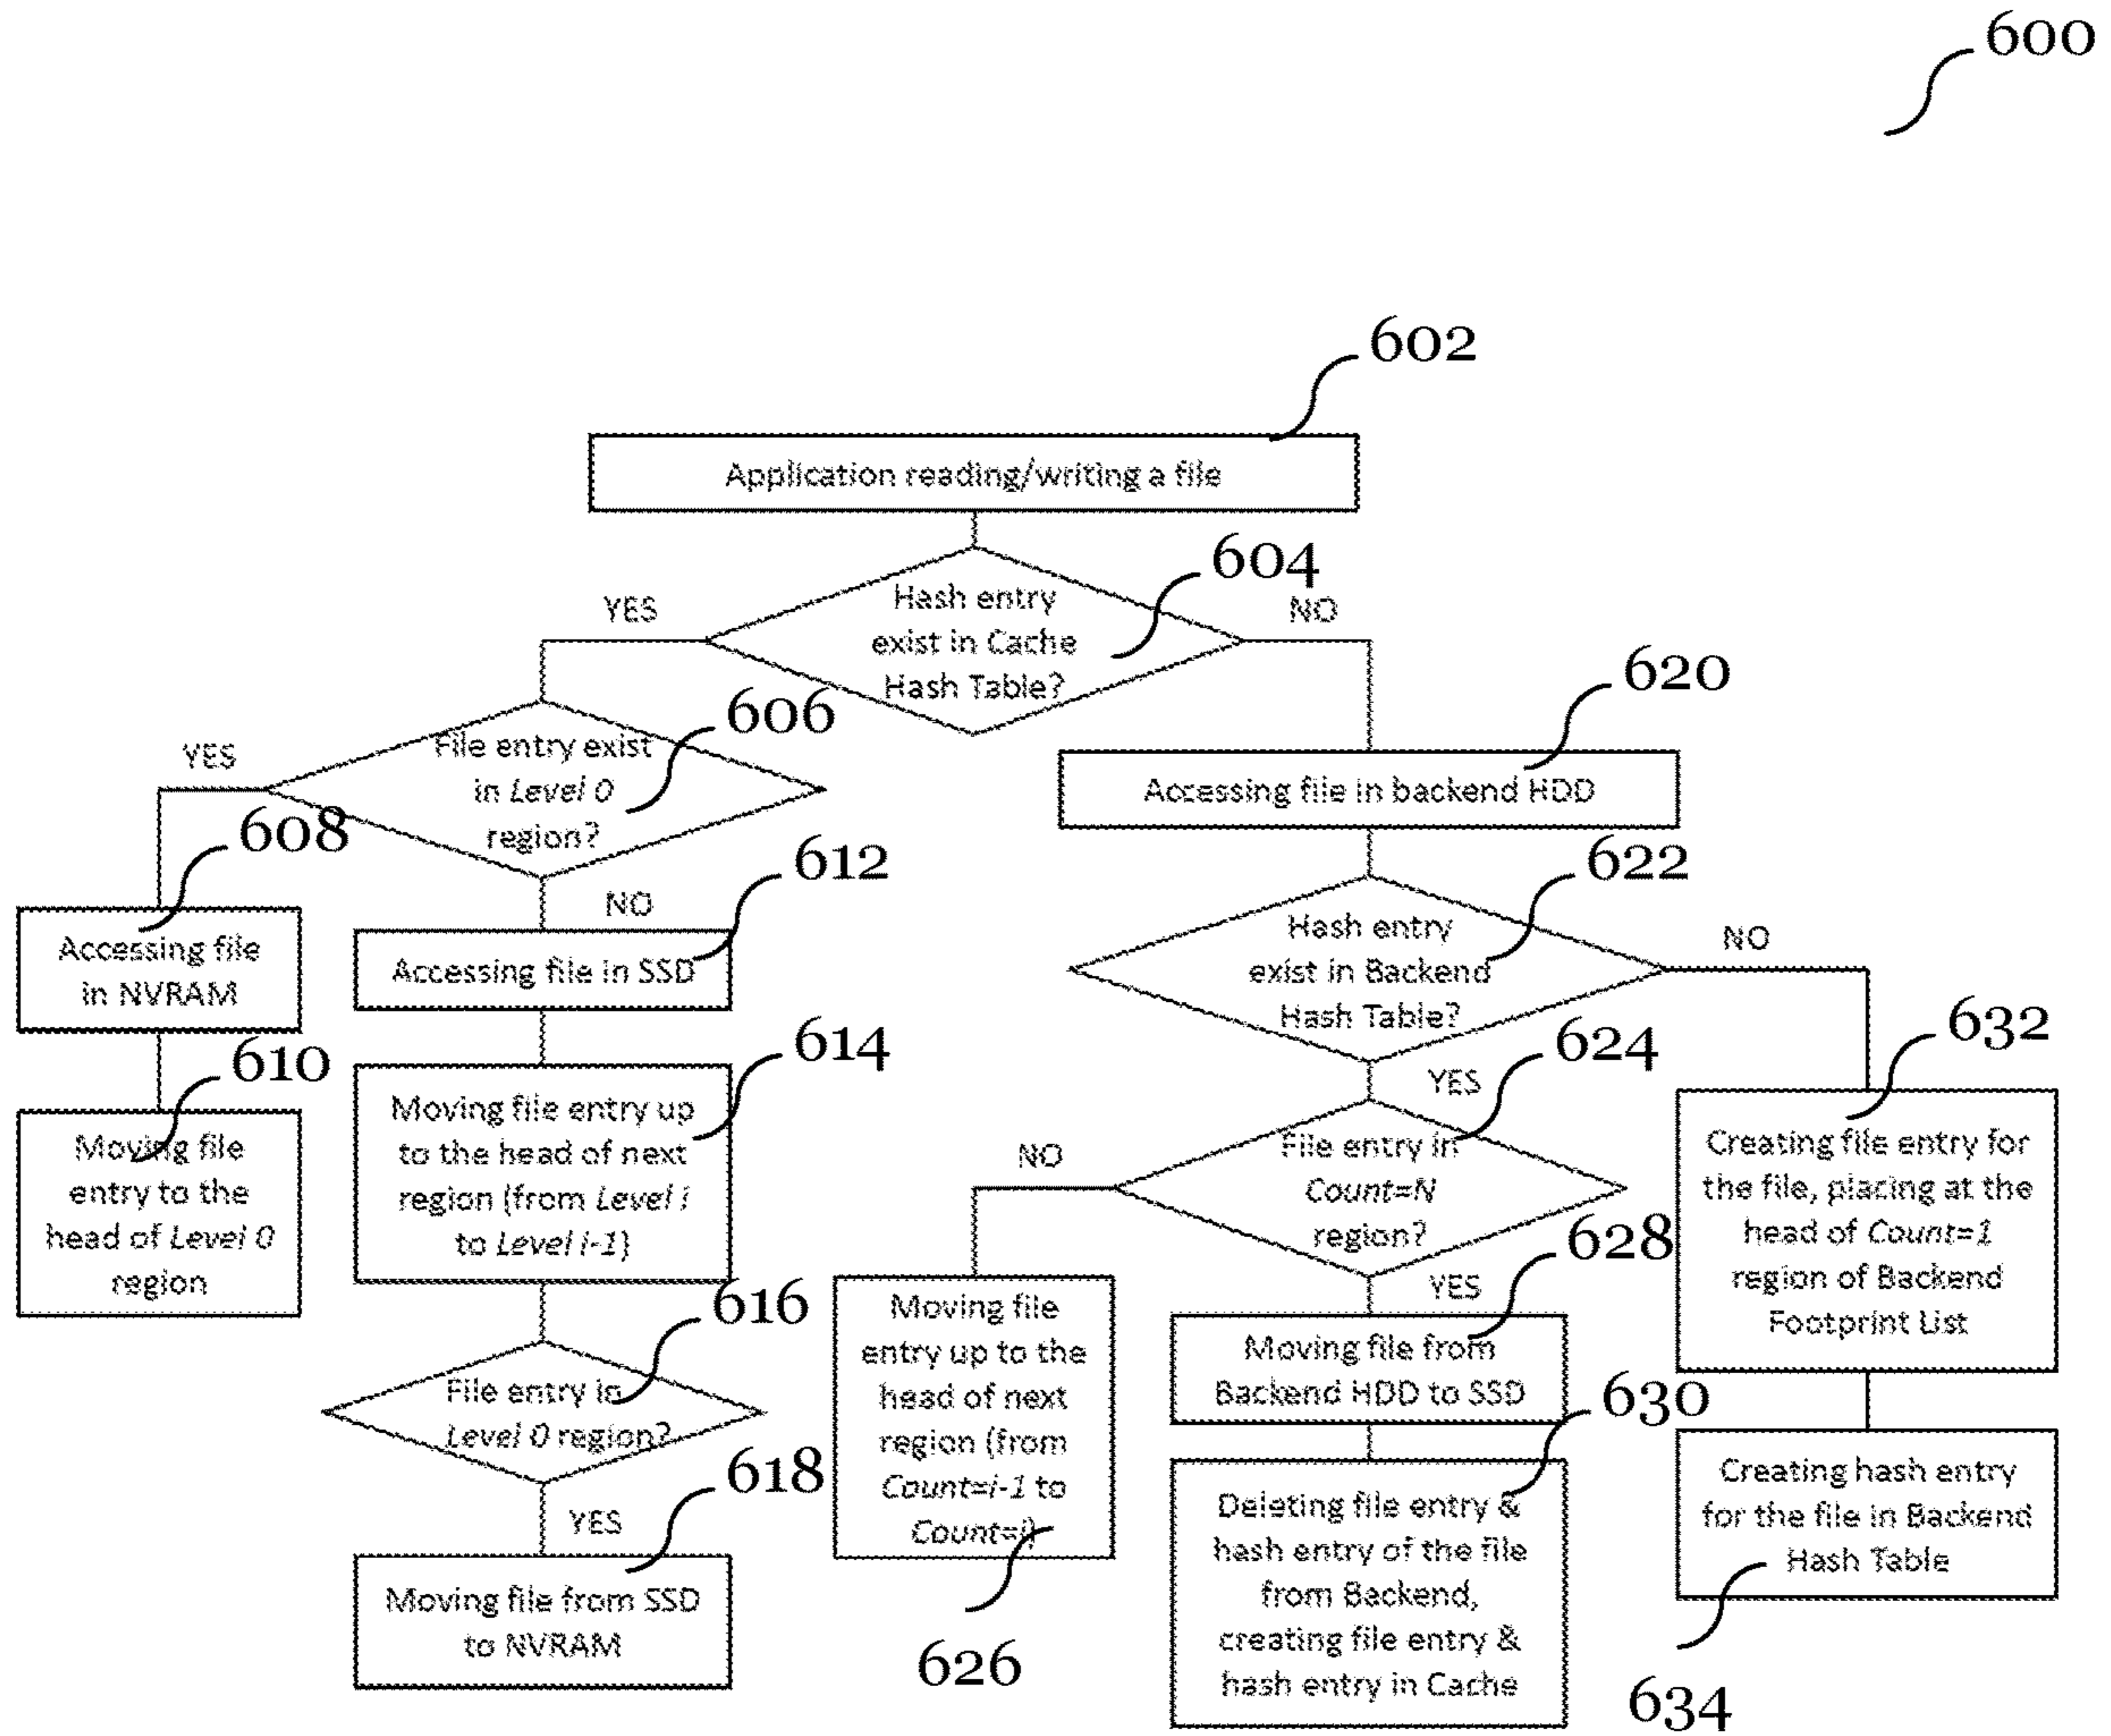 600
602
Application reading/writing a file
604
YES
Hash entry
exist in Cache
Hash Table?
NO
620
606
YES
File entry exist
in Level 0
region?
Accessing file in backend HDD
608
612
622
NO
Accessing file
in NVRAM
Accessing file in SSD
Hash entry
exist in Backend
Hash Table?
NO
610
614
624
632
YES
Moving file
entry to the
head of Level 0
region
Moving file entry up
to the head of next
region (from Level i
to Level i-1)
NO
File entry in
Count=N
region?
Creating file entry for
the file, placing at the
head of Count=1
region of Backend
Footprint List
628
YES
616
Moving file
entry up to the
head of next
region (from
Count=i-1 to
Count=i)
Moving file from
Backend HDD to SSD
File entry in
Level 0 region?
630
618
YES
Deleting file entry &
hash entry of the file
from Backend,
creating file entry &
hash entry in Cache
Creating hash entry
for the file in Backend
Hash Table
Moving file from SSD
to NVRAM
626
634